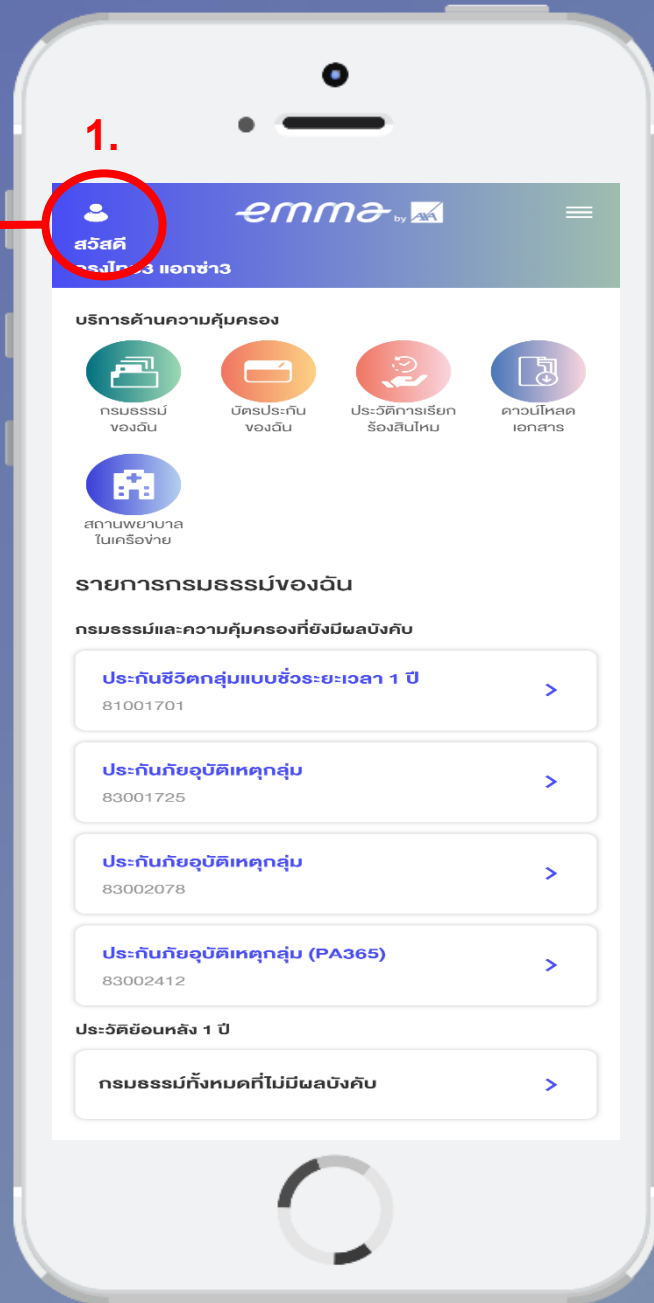 1.
emma by AXA
สวัสดี
แอกซ่า3
บริการด้านความคุ้มครอง
กรมธรรม์
ของฉัน
บัตรประกัน
ของฉัน
ประวัติการเรียก
ร้องสินไหม
ดาวน์โหลด
เอกสาร
สถานพยาบาล
ในเครือข่าย
รายการกรมธรรม์ของฉัน
กรมธรรม์และความคุ้มครองที่ยังมีผลบังคับ
ประกันชีวิตกลุ่มแบบชั่วระยะเวลา 1 ปี
81001701
ประกันภัยอุบัติเหตุกลุ่ม
83001725
ประกันภัยอุบัติเหตุกลุ่ม
83002078
ประกันภัยอุบัติเหตุกลุ่ม (PA365)
83002412
ประวัติย้อนหลัง 1 ปี
กรมธรรม์ทั้งหมดที่ไม่มีผลบังคับ